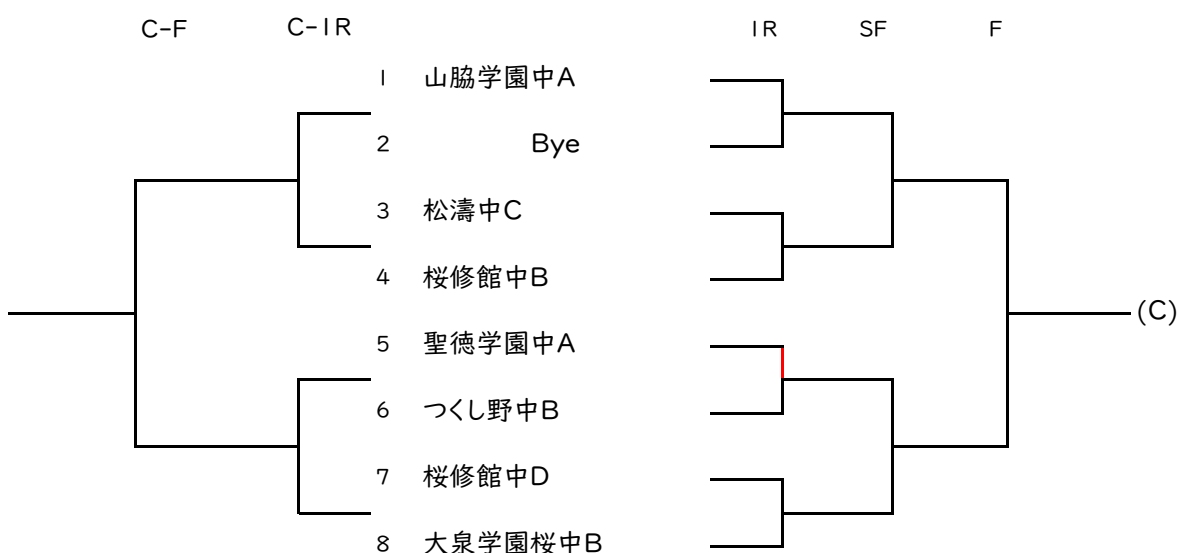 C-F C-1R 1R SF F
1 山脇学園中A
2 Bye
3 松濤中C
4 桜修館中B
(C)
5 聖徳学園中A
6 つくし野中B
7 桜修館中D
8 大泉学園桜中B